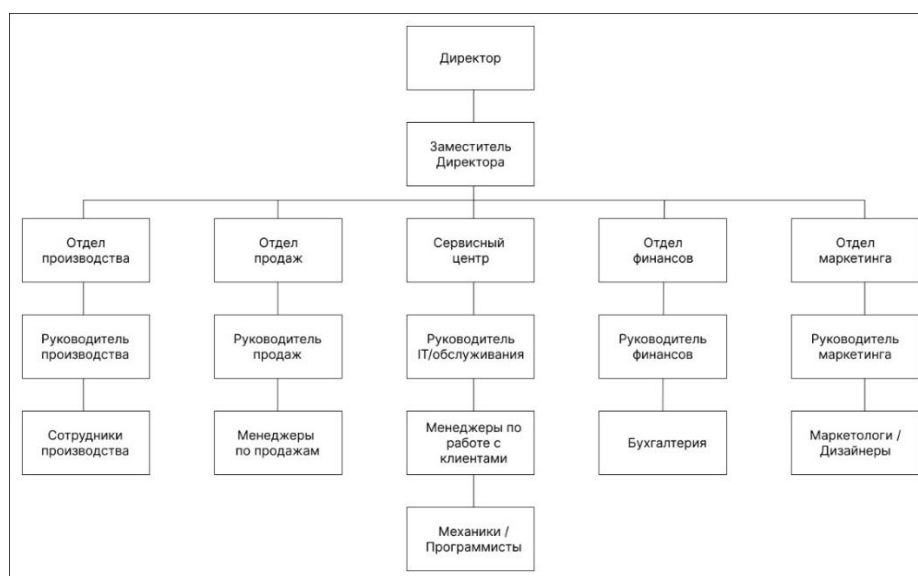 Директор
Заместитель
Директора
Отдел
производства
Отдел
продаж
Сервисный
центр
Отдел
финансов
Отдел
маркетинга
Руководитель
производства
Руководитель
продаж
Руководитель
IT/обслуживания
Руководитель
финансов
Руководитель
маркетинга
Сотрудники
производства
Менеджеры
по продажам
Менеджеры по
работе с
клиентами
Бухгалтерия
Маркетологи /
Дизайнеры
Механики /
Программисты